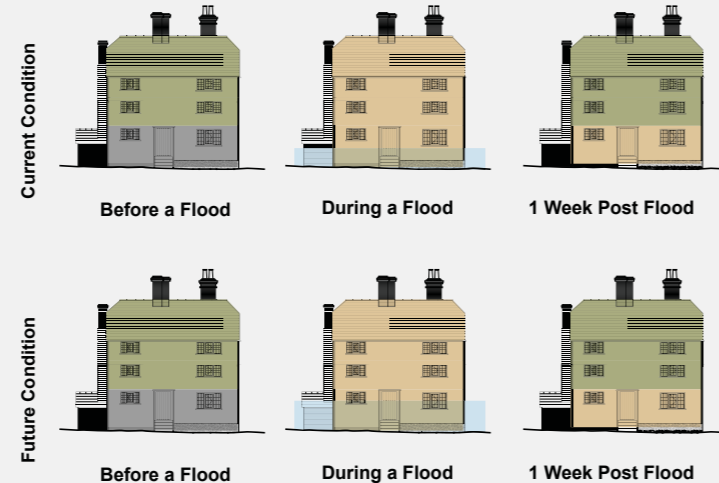 Current Condition
Before a Flood
During a Flood
1 Week Post Flood
Future Condition
Before a Flood
During a Flood
1 Week Post Flood